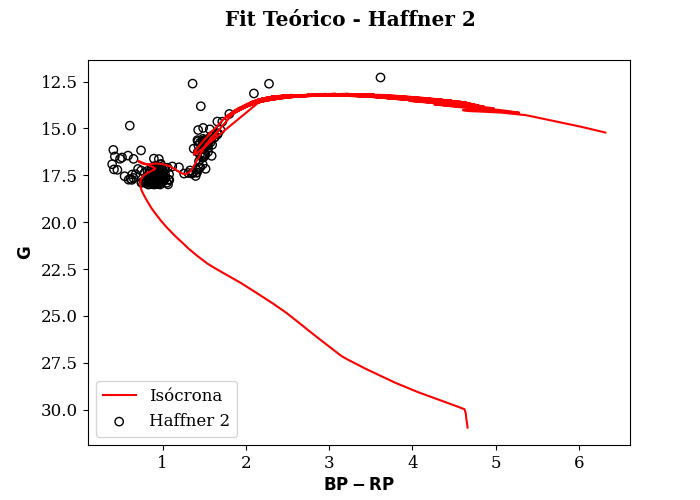 Fit Teórico - Haffner 2
G
12.5
15.0
17.5
20.0
22.5
25.0
27.5
30.0
Isócrona
Haffner 2
1 2 3 4 5 6
BP − RP